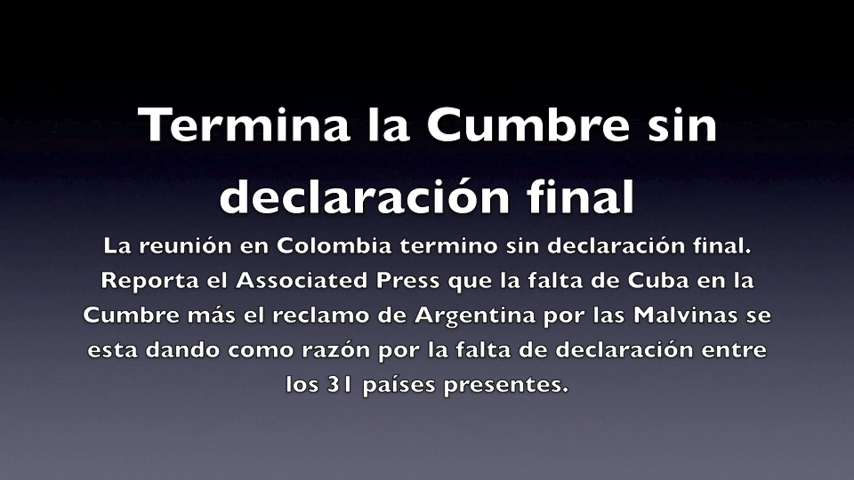 Termina la Cumbre sin
declaración final
La reunión en Colombia termino sin declaración final.
Reporta el Associated Press que la falta de Cuba en la
Cumbre más el reclamo de Argentina por las Malvinas se
esta dando como razón por la falta de declaración entre
los 31 países presentes.